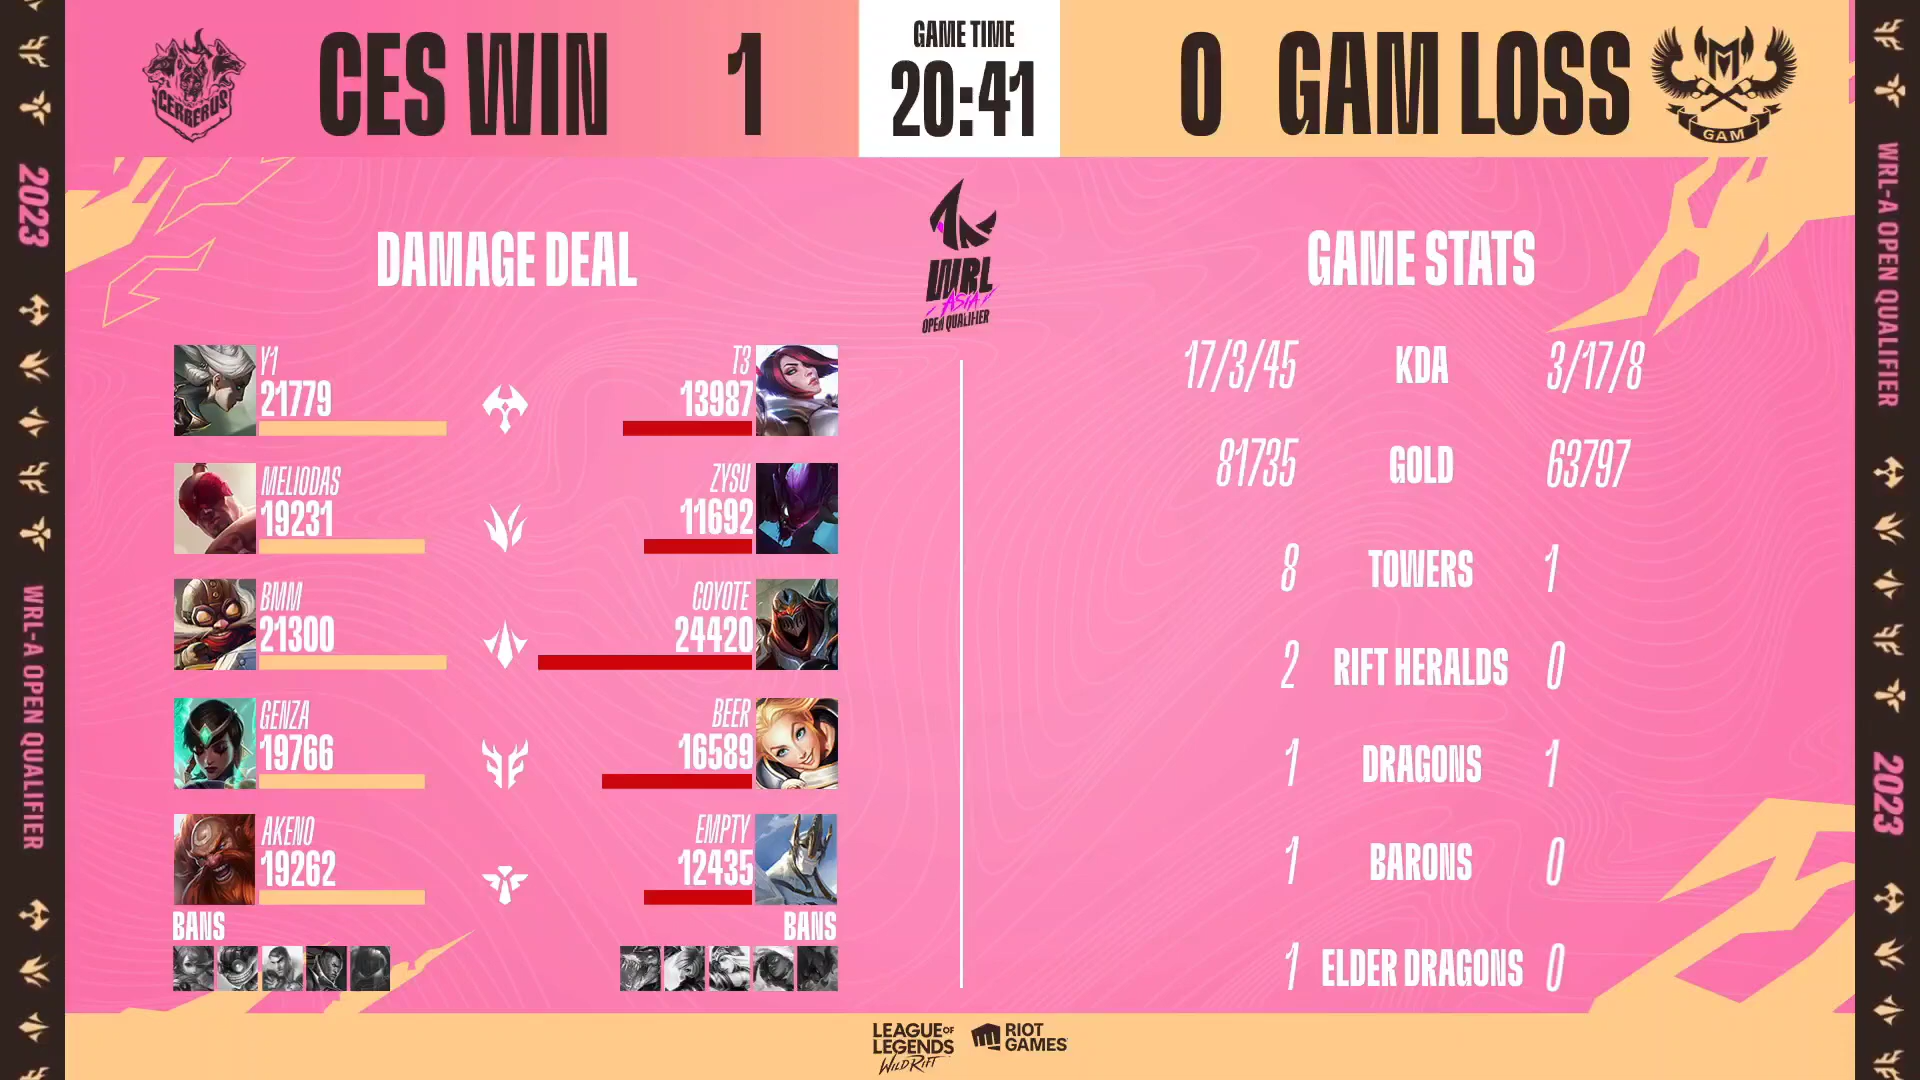 CERBERUS
CES WIN
1
GAME TIME
20:41
0
GAM LOSS
GAM
2023
WRL-A OPEN QUALIFIER
WRL-A OPEN QUALIFIER
2023
WRL
ASIA
OPEN QUALIFIER
DAMAGE DEAL
Y1
21779
T3
13987
MELIODAS
19231
ZYSU
11692
BMM
21300
COYOTE
24420
GENZA
19766
BEER
16589
AKENO
19262
EMPTY
12435
BANS
BANS
GAME STATS
17/3/45 KDA 3/17/8
81735 GOLD 63797
8 TOWERS 1
2 RIFT HERALDS 0
1 DRAGONS 1
1 BARONS 0
1 ELDER DRAGONS 0
LEAGUE OF
LEGENDS
WILD RIFT
RIOT
GAMES